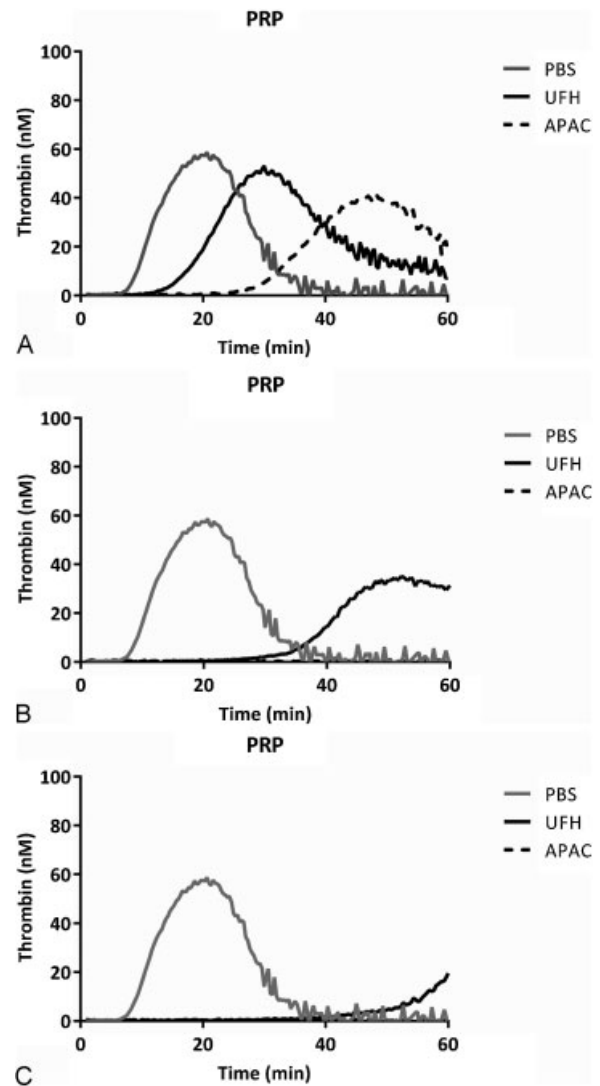 PRP
100
80
60
40
20
0
Thrombin (nM)
0 20 40 60
Time (min)
PBS
UFH
APAC
A
PRP
100
80
60
40
20
0
Thrombin (nM)
0 20 40 60
Time (min)
PBS
UFH
APAC
B
PRP
100
80
60
40
20
0
Thrombin (nM)
0 20 40 60
Time (min)
PBS
UFH
APAC
C